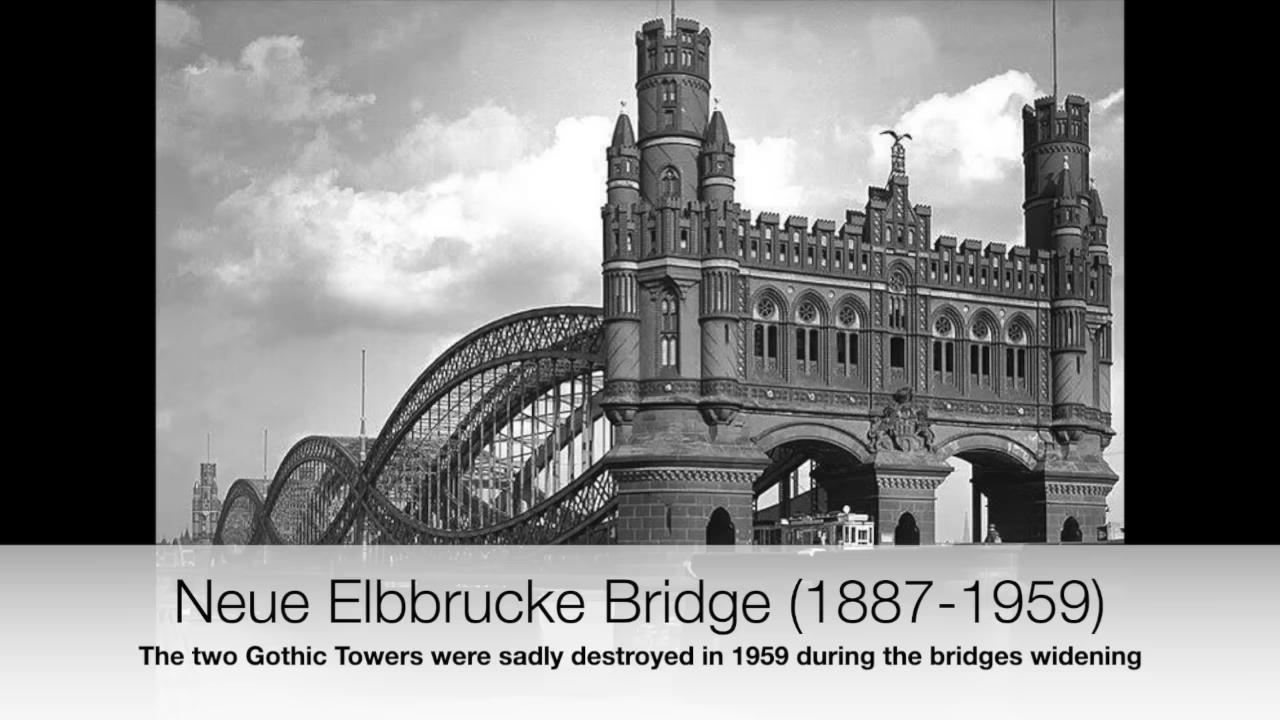 Neue Elbbrucke Bridge (1887-1959)
The two Gothic Towers were sadly destroyed in 1959 during the bridges widening